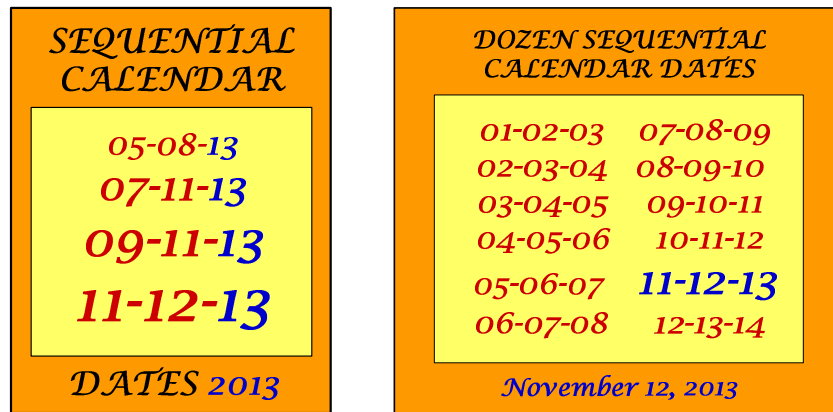 SEQUENTIAL
CALENDAR
05-08-13
07-11-13
09-11-13
11-12-13
DATES 2013
DOZEN SEQUENTIAL
CALENDAR DATES
01-02-03 07-08-09
02-03-04 08-09-10
03-04-05 09-10-11
04-05-06 10-11-12
05-06-07 11-12-13
06-07-08 12-13-14
November 12, 2013